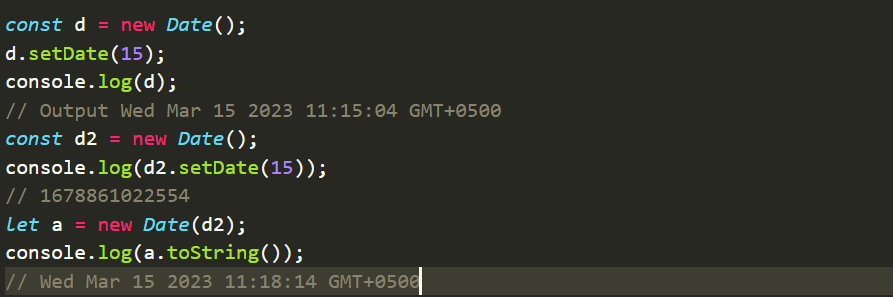 const d = new Date();
d.setDate(15);
console.log(d);
// Output Wed Mar 15 2023 11:15:04 GMT+0500
const d2 = new Date();
console.log(d2.setDate(15));
// 1678861022554
let a = new Date(d2);
console.log(a.toString());
// Wed Mar 15 2023 11:18:14 GMT+0500